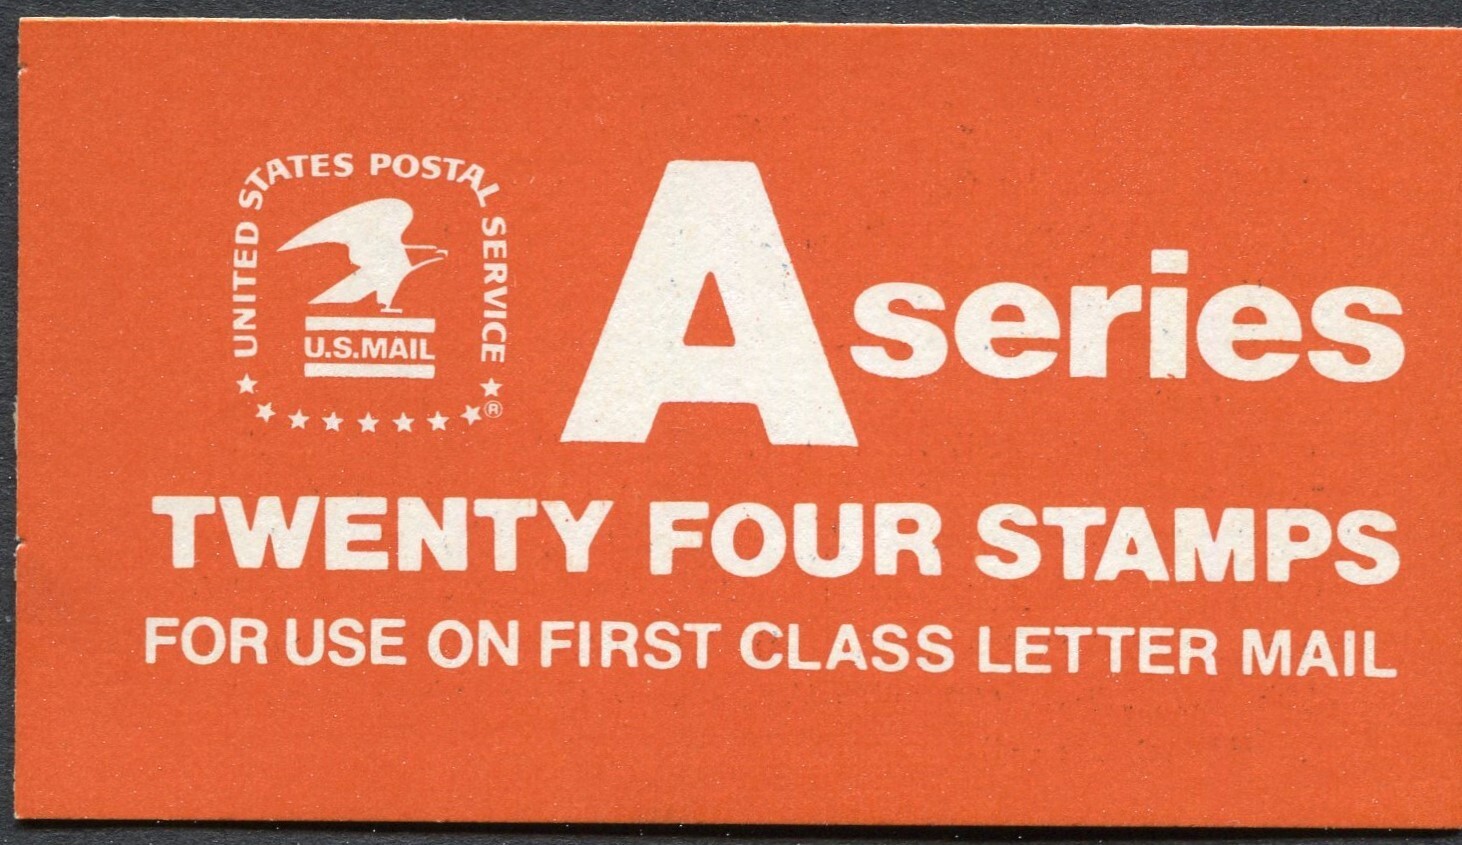 UNITED STATES POSTAL SERVICE
U.S.MAIL
®
A series
TWENTY FOUR STAMPS
FOR USE ON FIRST CLASS LETTER MAIL